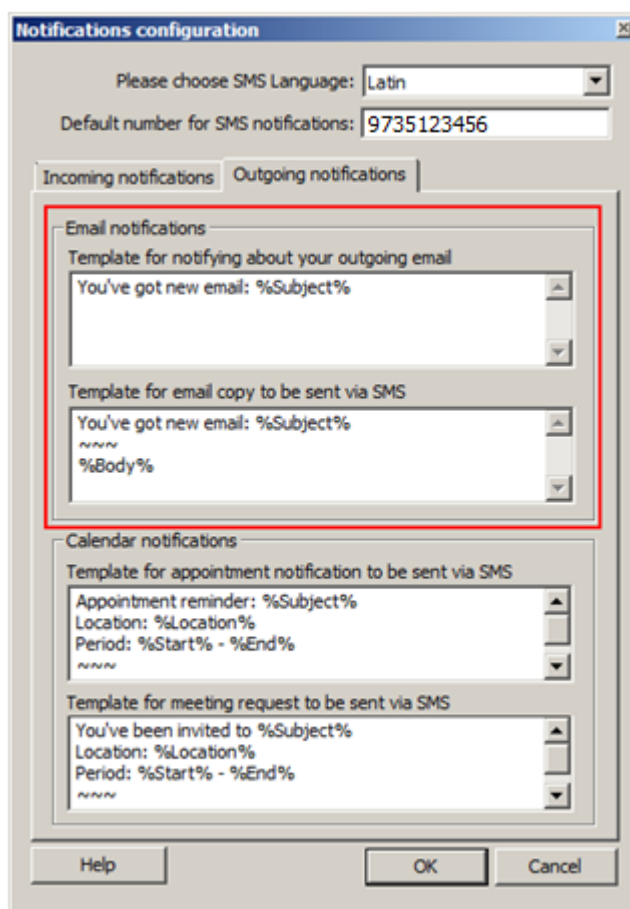 Notifications configuration
Please choose SMS Language: Latin
Default number for SMS notifications: 9735123456
Incoming notifications Outgoing notifications
Email notifications
Template for notifying about your outgoing email
You've got new email: %Subject%
Template for email copy to be sent via SMS
You've got new email: %Subject%
~~~
%Body%
Calendar notifications
Template for appointment notification to be sent via SMS
Appointment reminder: %Subject%
Location: %Location%
Period: %Start% - %End%
~~~
Template for meeting request to be sent via SMS
You've been invited to %Subject%
Location: %Location%
Period: %Start% - %End%
~~~
Help OK Cancel